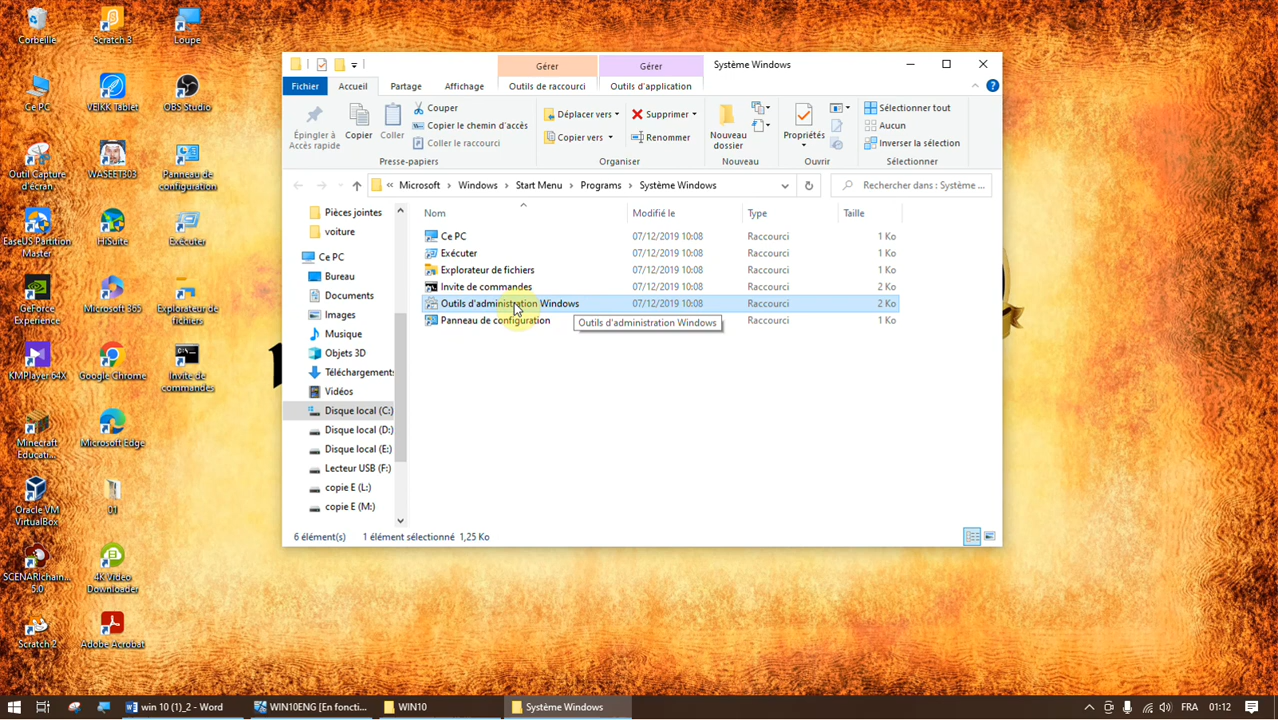 Corbeille
Scratch 3
Loupe
Ce PC
VEIKK Tablet
OBS Studio
Outil Capture
d'écran
WASEET303
Panneau de
configuration
EaseUS Partition
Master
HiSuite
Exécuter
GeForce
Experience
Microsoft 365
Explorateur de
fichiers
KMPlayer 64X
Google Chrome
Invite de
commandes
Minecraft
Educati...
Microsoft Edge
Oracle VM
VirtualBox
01
SCENARIchain...
5.0
4K Video
Downloader
Scratch 2
Adobe Acrobat
Gérer
Gérer
Système Windows
Fichier
Accueil
Partage
Affichage
Outils de raccourci
Outils d'application
Épingler à
Accès rapide
Copier
Coller
Couper
Copier le chemin d'accès
Coller le raccourci
Presse-papiers
Déplacer vers
Copier vers
Supprimer
Renommer
Organiser
Nouveau
dossier
Nouveau
Propriétés
Ouvrir
Sélectionner tout
Aucun
Inverser la sélection
Sélectionner
« Microsoft > Windows > Start Menu > Programs > Système Windows
Rechercher dans : Système ...
Pièces jointes
voiture
Ce PC
Bureau
Documents
Images
Musique
Objets 3D
Téléchargements
Vidéos
Disque local (C:)
Disque local (D:)
Disque local (E:)
Lecteur USB (F:)
copie E (L:)
copie E (M:)
Nom Modifié le Type Taille
Ce PC 07/12/2019 10:08 Raccourci 1 Ko
Exécuter 07/12/2019 10:08 Raccourci 1 Ko
Explorateur de fichiers 07/12/2019 10:08 Raccourci 1 Ko
Invite de commandes 07/12/2019 10:08 Raccourci 2 Ko
Outils d'administration Windows 07/12/2019 10:08 Raccourci 2 Ko
Panneau de configuration 07/12/2019 10:08 Raccourci 1 Ko
Outils d'administration Windows
6 élément(s) 1 élément sélectionné 1,25 Ko
win 10 (1)_2 - Word
WIN10ENG [En foncti...
WIN10
Système Windows
FRA
01:12